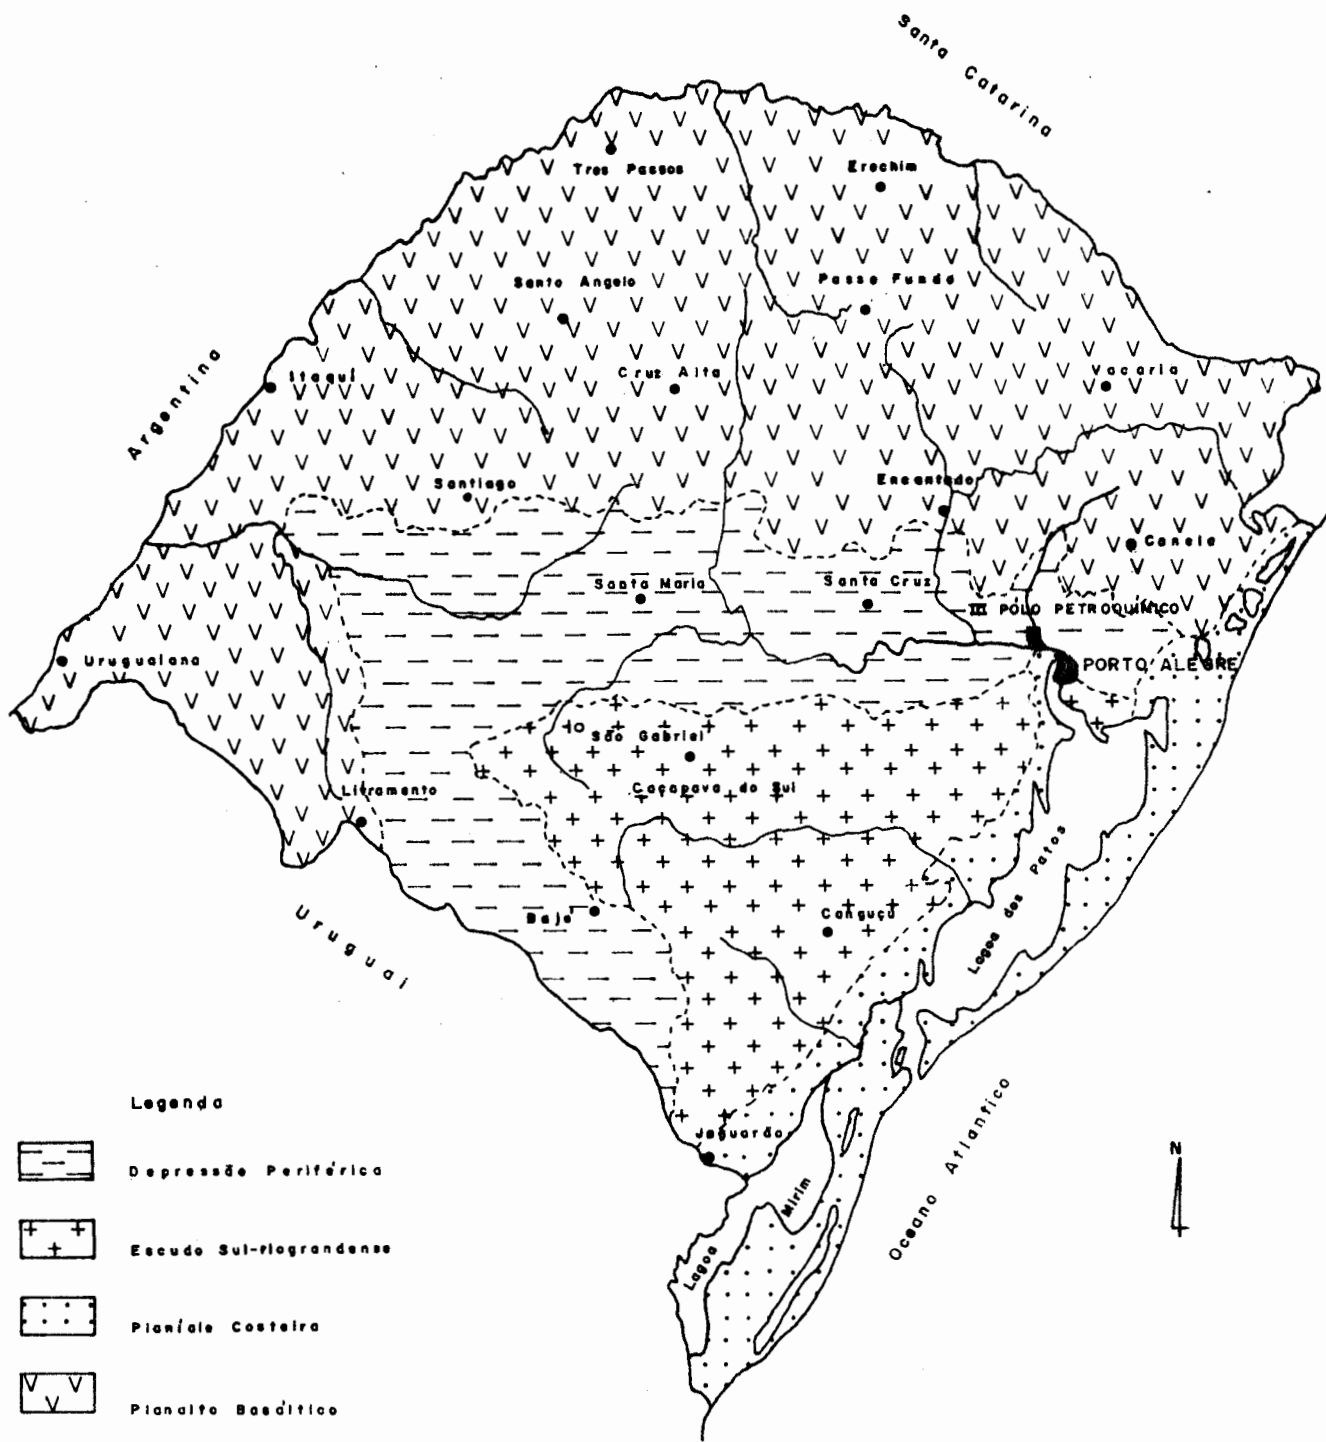 Santa Catarina
Tres Passos
Erechim
Santo Angelo
Passo Fundo
Argentina
Itaqui
Cruz Alta
Vacaria
Santiago
Encantado
Canela
Santa Maria
Santa Cruz
III POLO PETROQUÍMICO
Uruguaiana
PORTO ALEGRE
São Gabriel
Livramento
Caçapava do Sul
Lagoa dos Patos
Uruguai
Bajé
Canguçu
Legenda
Jaguarão
Oceano Atlantico
N
Depressão Periférica
Mirim
Lagoa
Escudo Sul-riograndense
Planíále Costeira
Planalto Basáltico